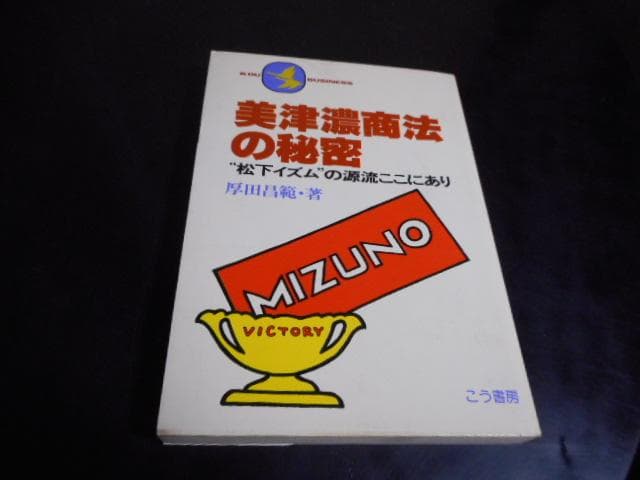 KOU BUSINESS
美津濃商法
の秘密
“松下イズム”の源流ここにあり
厚田昌範・著
MIZUNO
VICTORY
こう書房